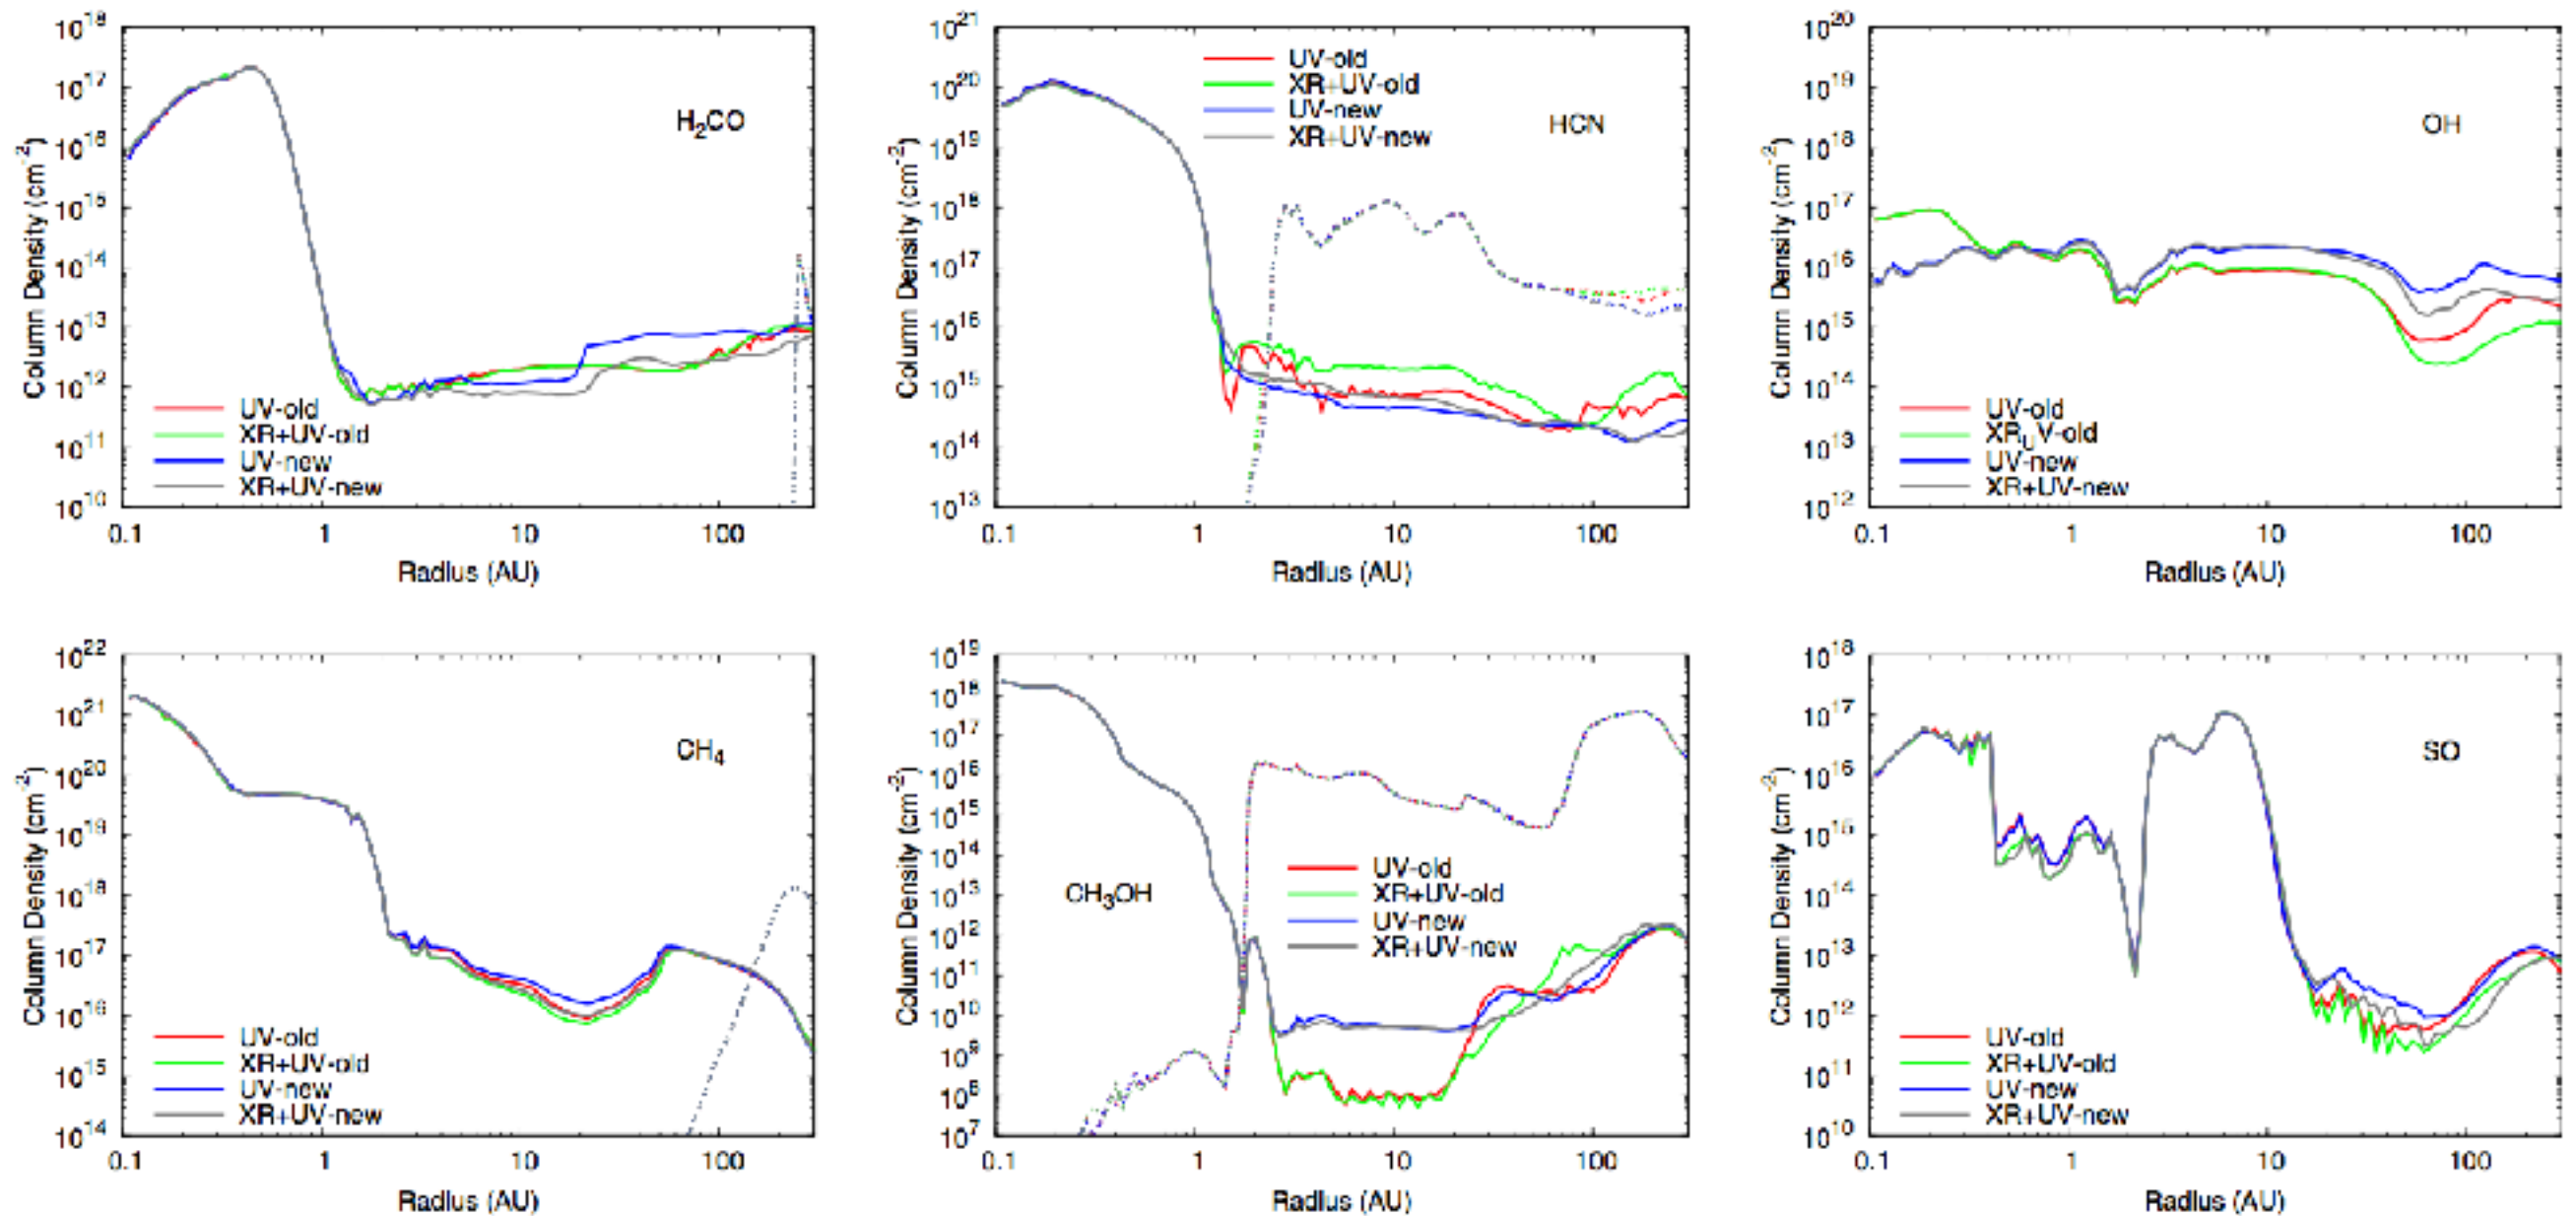 10^18
10^17
10^16
10^15
10^14
10^13
10^12
10^11
10^10
Column Density (cm^-2)
H₂CO
UV-old
XR+UV-old
UV-new
XR+UV-new
0.1 1 10 100
Radius (AU)
10^21
10^20
10^19
10^18
10^17
10^16
10^15
10^14
10^13
Column Density (cm^-2)
UV-old
XR+UV-old
UV-new
XR+UV-new
HCN
0.1 1 10 100
Radius (AU)
10^20
10^19
10^18
10^17
10^16
10^15
10^14
10^13
10^12
Column Density (cm^-2)
OH
UV-old
XR_UV-old
UV-new
XR+UV-new
0.1 1 10 100
Radius (AU)
10^22
10^21
10^20
10^19
10^18
10^17
10^16
10^15
10^14
Column Density (cm^-2)
CH₄
UV-old
XR+UV-old
UV-new
XR+UV-new
0.1 1 10 100
Radius (AU)
10^19
10^18
10^17
10^16
10^15
10^14
10^13
10^12
10^11
10^10
10^9
10^8
10^7
Column Density (cm^-2)
CH₃OH
UV-old
XR+UV-old
UV-new
XR+UV-new
0.1 1 10 100
Radius (AU)
10^18
10^17
10^16
10^15
10^14
10^13
10^12
10^11
10^10
Column Density (cm^-2)
SO
UV-old
XR+UV-old
UV-new
XR+UV-new
0.1 1 10 100
Radius (AU)